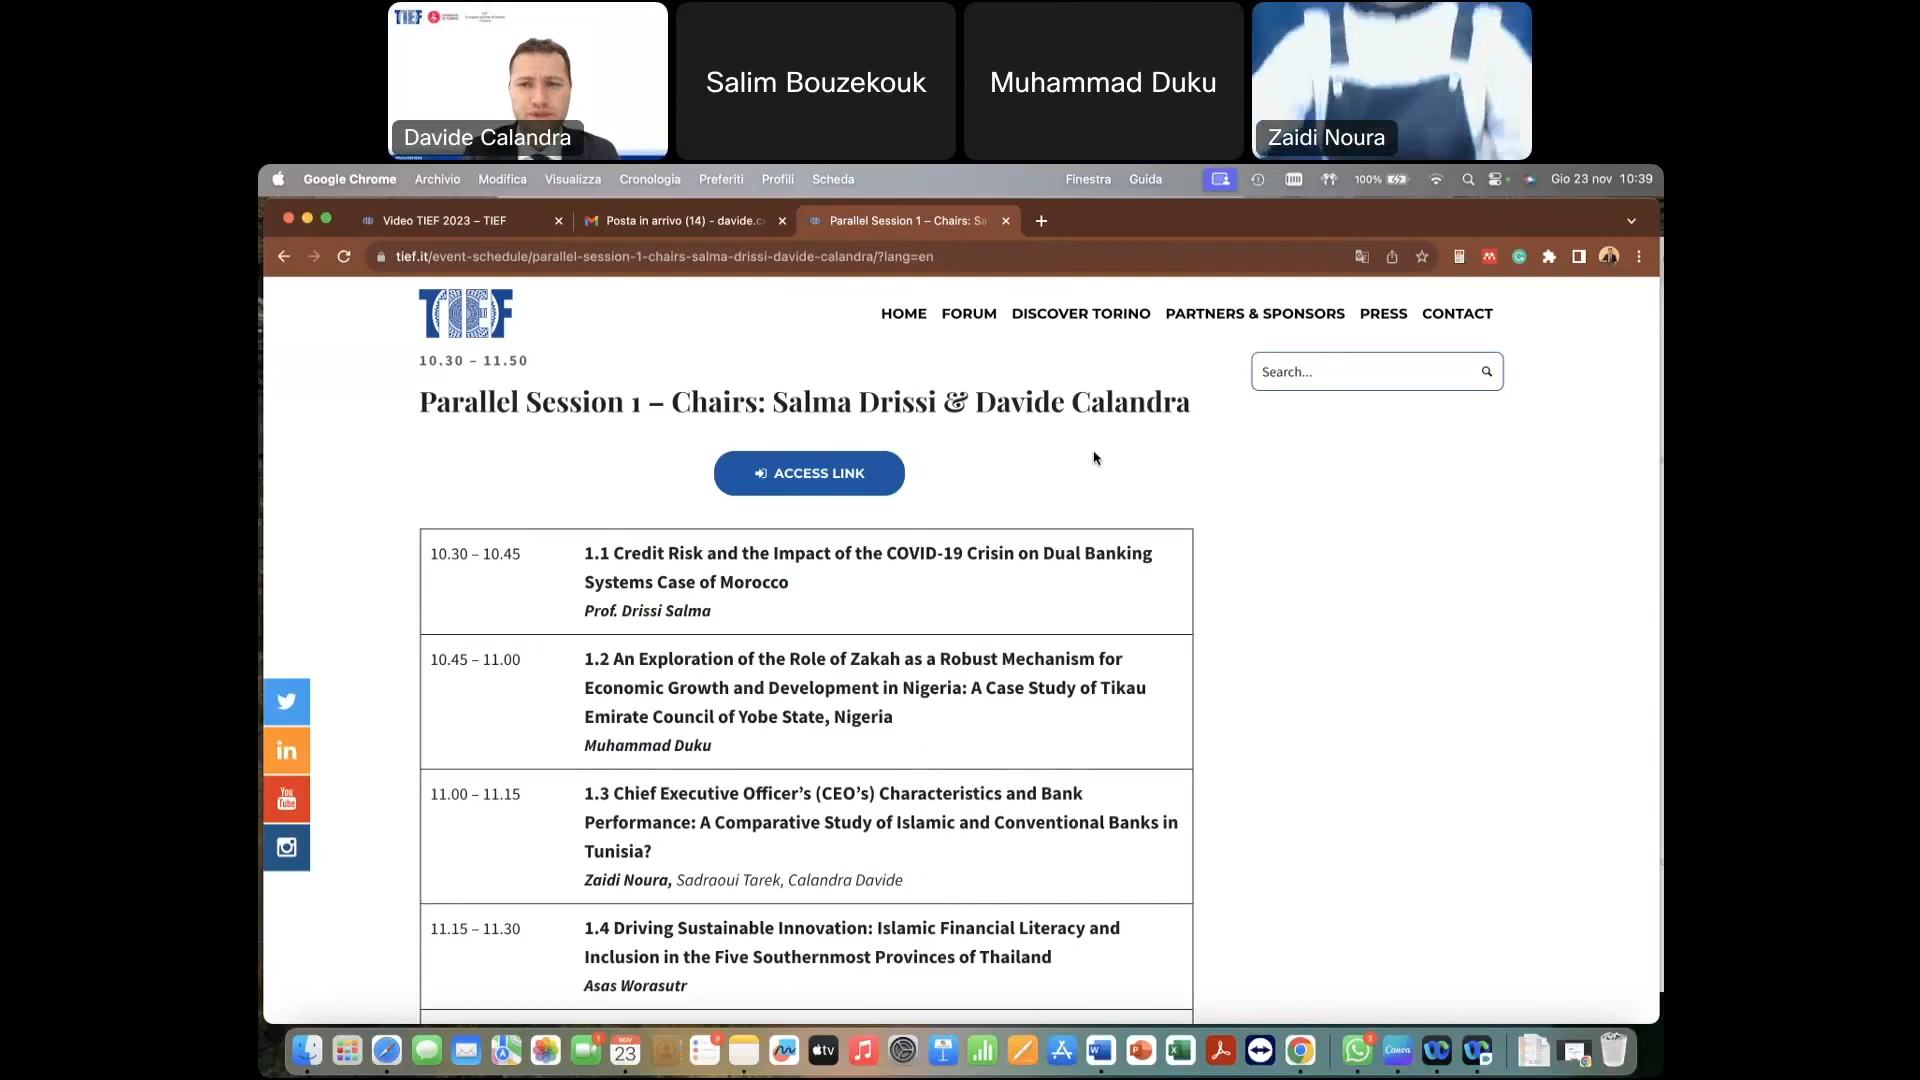 TIEF
Davide Calandra
Salim Bouzekouk
Muhammad Duku
Zaidi Noura
Google Chrome Archivio Modifica Visualizza Cronologia Preferiti Profili Scheda Finestra Guida 100% Gio 23 nov 10:39
Video TIEF 2023 – TIEF
Posta in arrivo (14) - davide.c
Parallel Session 1 – Chairs: Sa
tief.it/event-schedule/parallel-session-1-chairs-salma-drissi-davide-calandra/?lang=en
TIEF
HOME FORUM DISCOVER TORINO PARTNERS & SPONSORS PRESS CONTACT
10.30 – 11.50
Search...
Parallel Session 1 – Chairs: Salma Drissi & Davide Calandra
ACCESS LINK
10.30 – 10.45
1.1 Credit Risk and the Impact of the COVID-19 Crisin on Dual Banking
Systems Case of Morocco
Prof. Drissi Salma
10.45 – 11.00
1.2 An Exploration of the Role of Zakah as a Robust Mechanism for
Economic Growth and Development in Nigeria: A Case Study of Tikau
Emirate Council of Yobe State, Nigeria
Muhammad Duku
11.00 – 11.15
1.3 Chief Executive Officer’s (CEO’s) Characteristics and Bank
Performance: A Comparative Study of Islamic and Conventional Banks in
Tunisia?
Zaidi Noura, Sadraoui Tarek, Calandra Davide
11.15 – 11.30
1.4 Driving Sustainable Innovation: Islamic Financial Literacy and
Inclusion in the Five Southernmost Provinces of Thailand
Asas Worasutr
in
You
Tube
NOV
23
tv
Canva